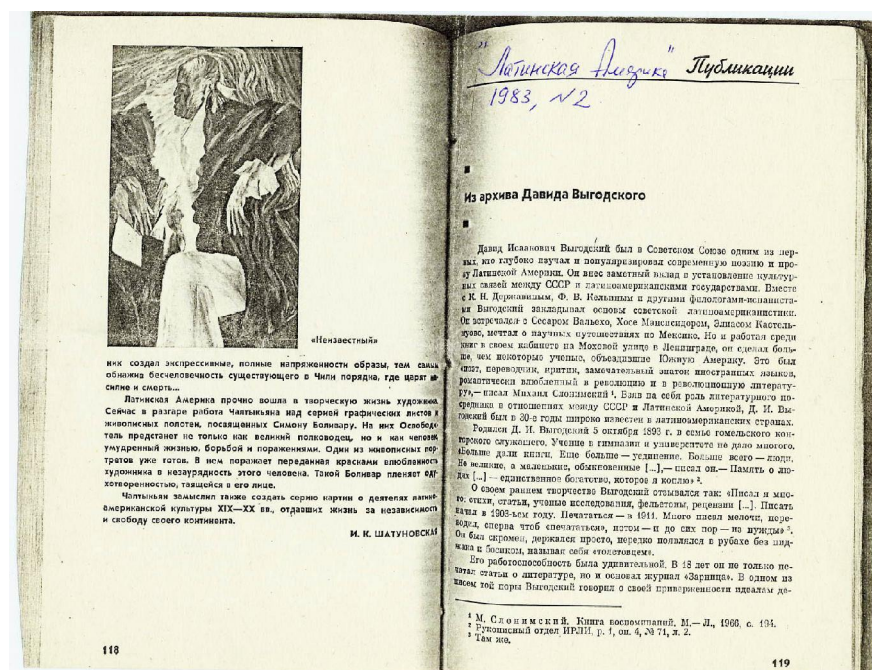 «Неизвестный»
ник создал экспрессивные, полные напряженности образы, тем самым
обнажив бесчеловечность существующего в Чили порядка, где царят на-
силие и смерть...
Латинская Америка прочно вошла в творческую жизнь художника.
Сейчас в разгаре работа Чалтыкьяна над серией графических листов и
живописных полотен, посвященных Симону Боливару. На них Освободи-
тель предстанет не только как великий полководец, но и как человек,
умудренный жизнью, борьбой и поражениями. Один из живописных пор-
третов уже готов. В нем поражает переданная красками влюбленность
художника в незаурядность этого человека. Такой Боливар пленяет оду-
хотворенностью, таящейся в его лице.
Чалтыкьян замыслил также создать серию картин о деятелях латино-
американской культуры XIX—XX вв., отдавших жизнь за независимость
и свободу своего континента.
И. К. ШАТУНОВСКАЯ
118
"Латинская Америка" Публикации
1983, №2
Из архива Давида Выгодского
Давид Исаакович Выгодский был в Советском Союзе одним из пер-
вых, кто глубоко изучал и популяризировал современную поэзию и про-
зу Латинской Америки. Он внес заметный вклад в установление культур-
ных связей между СССР и латиноамериканскими государствами. Вместе
с К. Н. Державиным, Ф. В. Кельиным и другими филологами-испаниста-
ми Выгодский закладывал основы советской латиноамериканистики.
Он встречался с Сесаром Вальехо, Хосе Мансисидором, Элиасом Кастель-
нуово, мечтал о научных путешествиях по Мексике. Но и работая среди
книг в своем кабинете на Моховой улице в Ленинграде, он сделал боль-
ше, чем некоторые ученые, объездившие Южную Америку. Это был
«поэт, переводчик, критик, замечательный знаток иностранных языков,
романтически влюбленный в революцию и в революционную литерату-
ру»,— писал Михаил Слонимский ¹. Взяв на себя роль литературного по-
средника в отношениях между СССР и Латинской Америкой, Д. И. Вы-
годский был в 30-е годы широко известен в латиноамериканских странах.
Родился Д. И. Выгодский 5 октября 1893 г. в семье гомельского кон-
торского служащего. Учение в гимназии и университете не дало многого.
«Больше дали книги. Еще больше — уединение. Больше всего — люди.
Не великие, а маленькие, обыкновенные [...],— писал он.— Память о лю-
дях [...] — единственное богатство, которое я коплю» ².
О своем раннем творчестве Выгодский отзывался так: «Писал я мно-
го: стихи, статьи, ученые исследования, фельетоны, рецензии [...]. Писать
начал в 1908-ьем году. Печататься — в 1911. Много писал мелочи, пере-
водил, сперва чтоб «печататься», потом — и до сих пор — из нужды» ³.
Он был скромен, держался просто, нередко появлялся в рубахе без пид-
жака и босиком, называя себя «толстовцем».
Его работоспособность была удивительной. В 18 лет он не только пе-
чатал статьи о литературе, но и основал журнал «Зарница». В одном из
писем той поры Выгодский говорил о своей приверженности идеалам де-
¹ М. Слонимский. Книга воспоминаний. М.— Л., 1966, с. 194.
² Рукописный отдел ИРЛИ, р. 1, оп. 4, № 71, л. 2.
³ Там же.
119